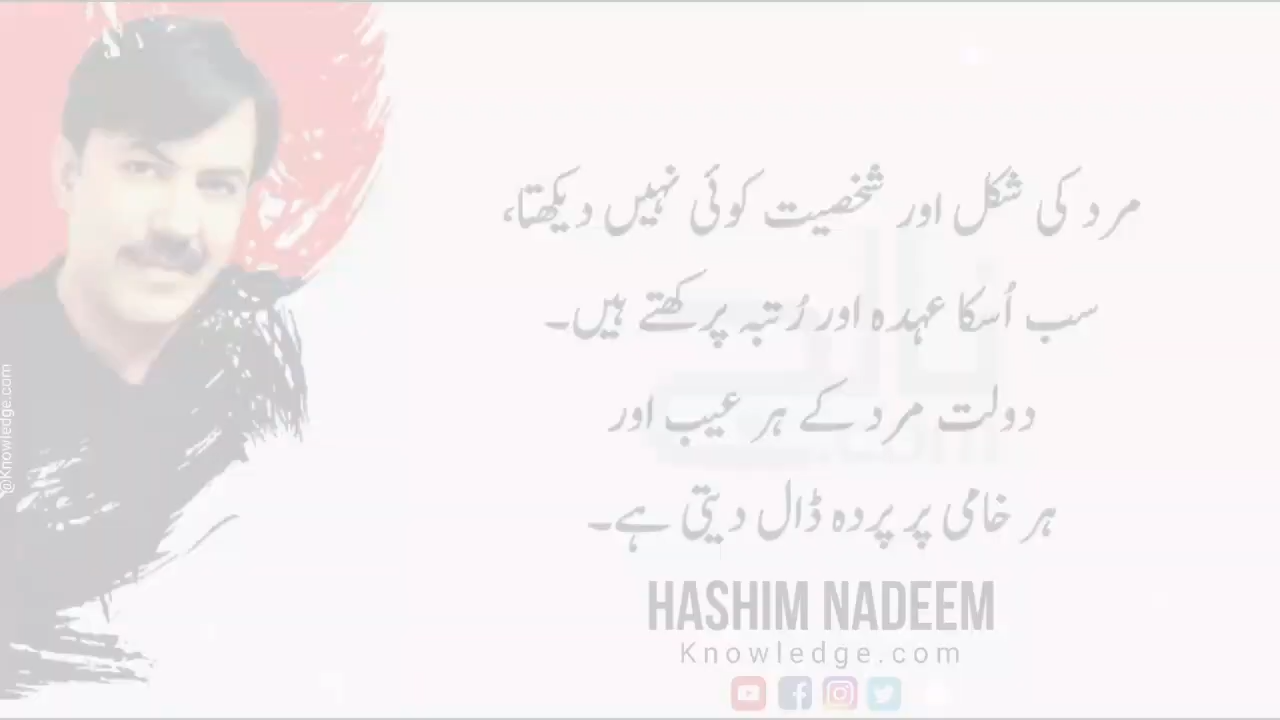 مرد کی شکل اور شخصیت کوئی نہیں دیکھتا،
سب اُسکا عہدہ اور رُتبہ پرکھتے ہیں۔
دولت مرد کے ہر عیب اور
ہر خامی پر پردہ ڈال دیتی ہے۔
HASHIM NADEEM
Knowledge.com
@Knowledge.com